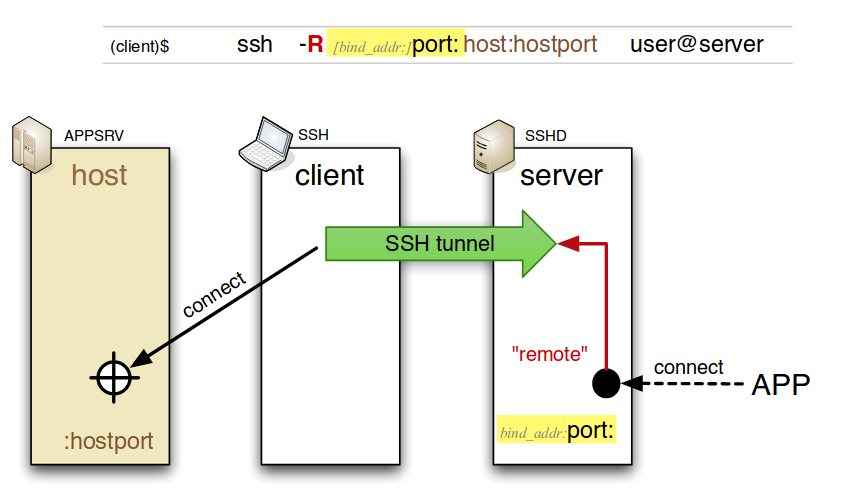 (client)$ ssh -R [bind_addr:]port:host:hostport user@server
APPSRV
host
SSH
client
SSHD
server
SSH tunnel
connect
"remote"
connect
APP
:hostport
bind_addr:port: